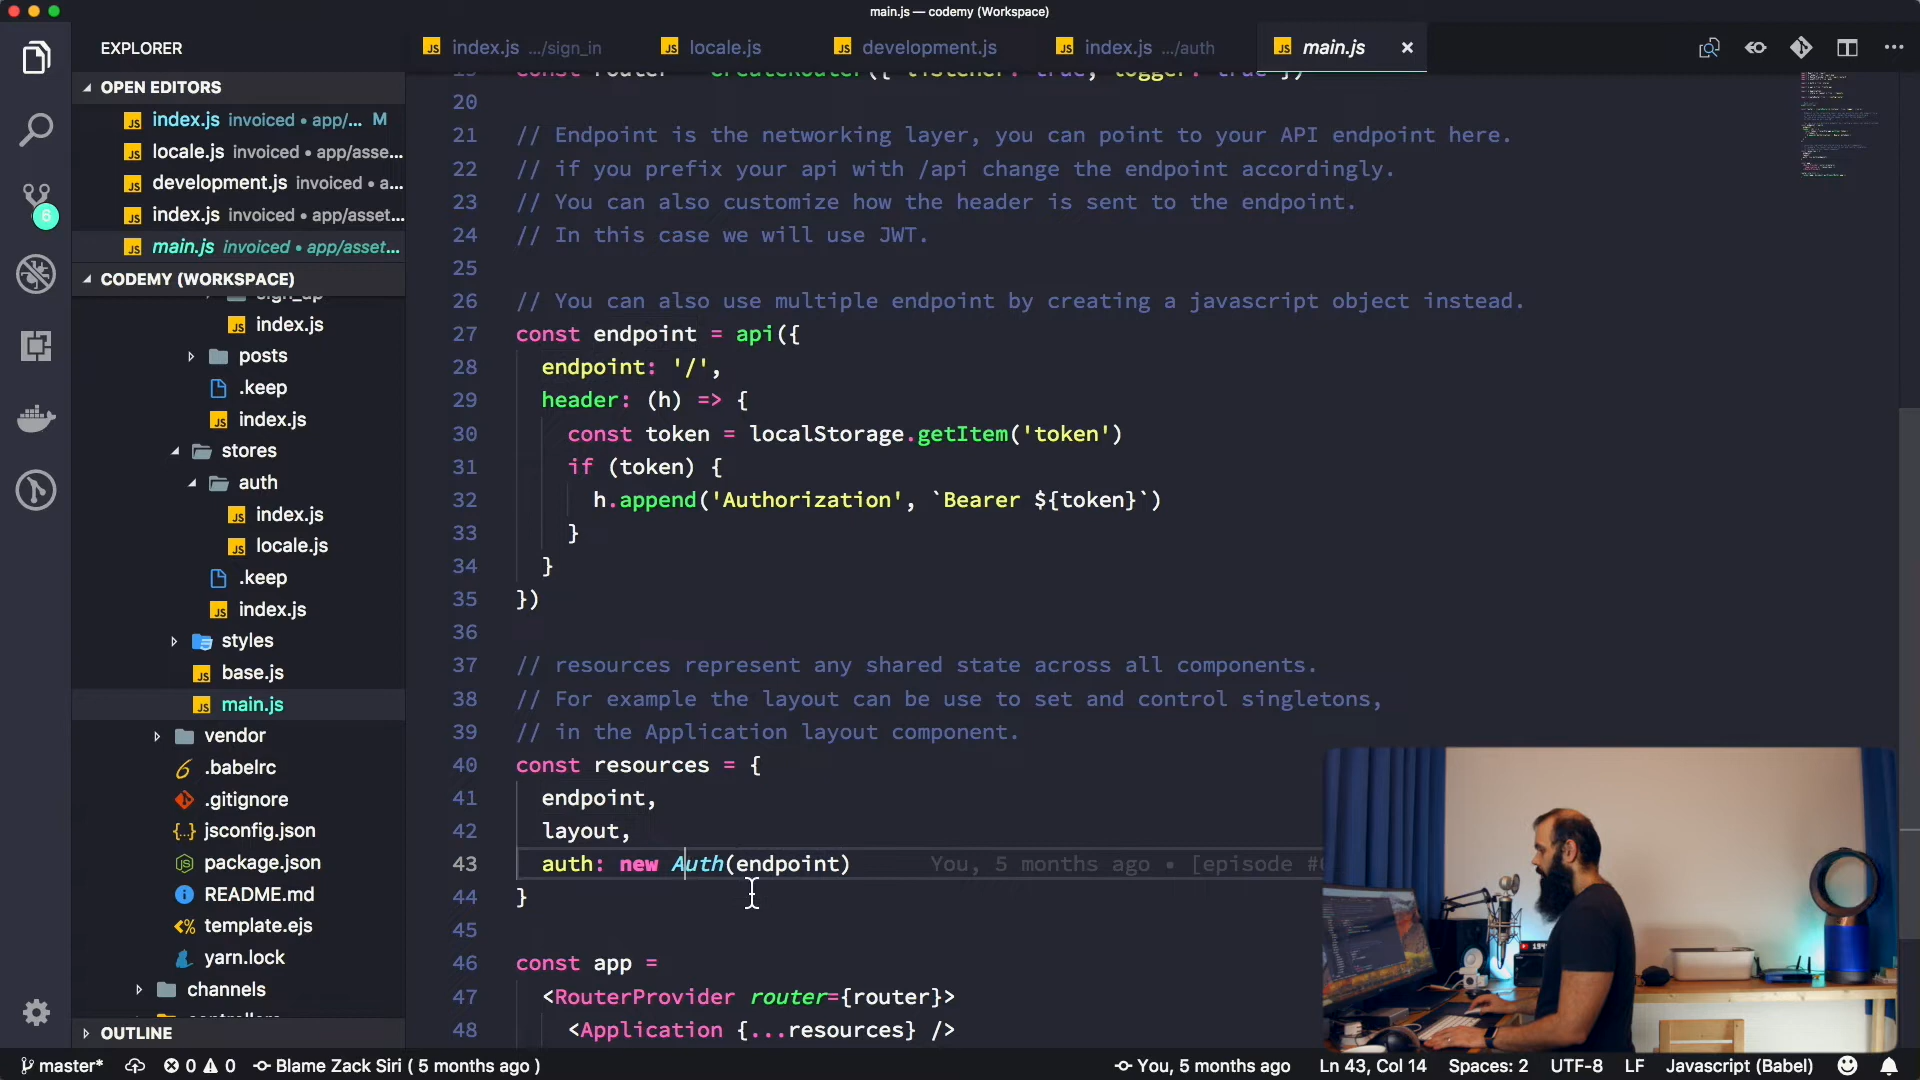 main.js — codemy (Workspace)
EXPLORER
OPEN EDITORS
index.js invoiced • app/... M
locale.js invoiced • app/asse...
development.js invoiced • a...
index.js invoiced • app/asset...
main.js invoiced • app/asset...
6
CODEMY (WORKSPACE)
sign_up
index.js
posts
.keep
index.js
stores
auth
index.js
locale.js
.keep
index.js
styles
base.js
main.js
vendor
.babelrc
.gitignore
jsconfig.json
package.json
README.md
template.ejs
yarn.lock
channels
controllers
OUTLINE
index.js .../sign_in
locale.js
development.js
index.js .../auth
main.js
19 const router = createRouter({ listener: true, logger: true })
20
21 // Endpoint is the networking layer, you can point to your API endpoint here.
22 // if you prefix your api with /api change the endpoint accordingly.
23 // You can also customize how the header is sent to the endpoint.
24 // In this case we will use JWT.
25
26 // You can also use multiple endpoint by creating a javascript object instead.
27 const endpoint = api({
28 endpoint: '/',
29 header: (h) => {
30 const token = localStorage.getItem('token')
31 if (token) {
32 h.append('Authorization', `Bearer ${token}`)
33 }
34 }
35 })
36
37 // resources represent any shared state across all components.
38 // For example the layout can be use to set and control singletons,
39 // in the Application layout component.
40 const resources = {
41 endpoint,
42 layout,
43 auth: new Auth(endpoint) You, 5 months ago • [episode #
44 }
45
46 const app =
47 <RouterProvider router={router}>
48 <Application {...resources} />
master* 0 0 Blame Zack Siri ( 5 months ago ) You, 5 months ago Ln 43, Col 14 Spaces: 2 UTF-8 LF Javascript (Babel)